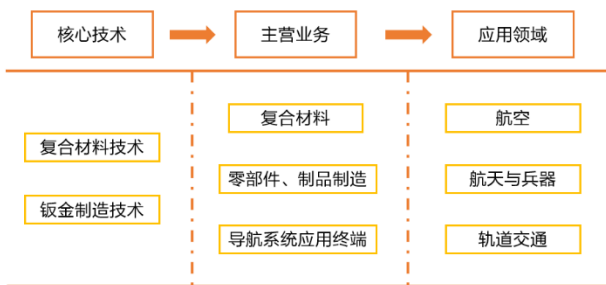 核心技术
主营业务
应用领域
复合材料技术
钣金制造技术
复合材料
零部件、制品制造
导航系统应用终端
航空
航天与兵器
轨道交通